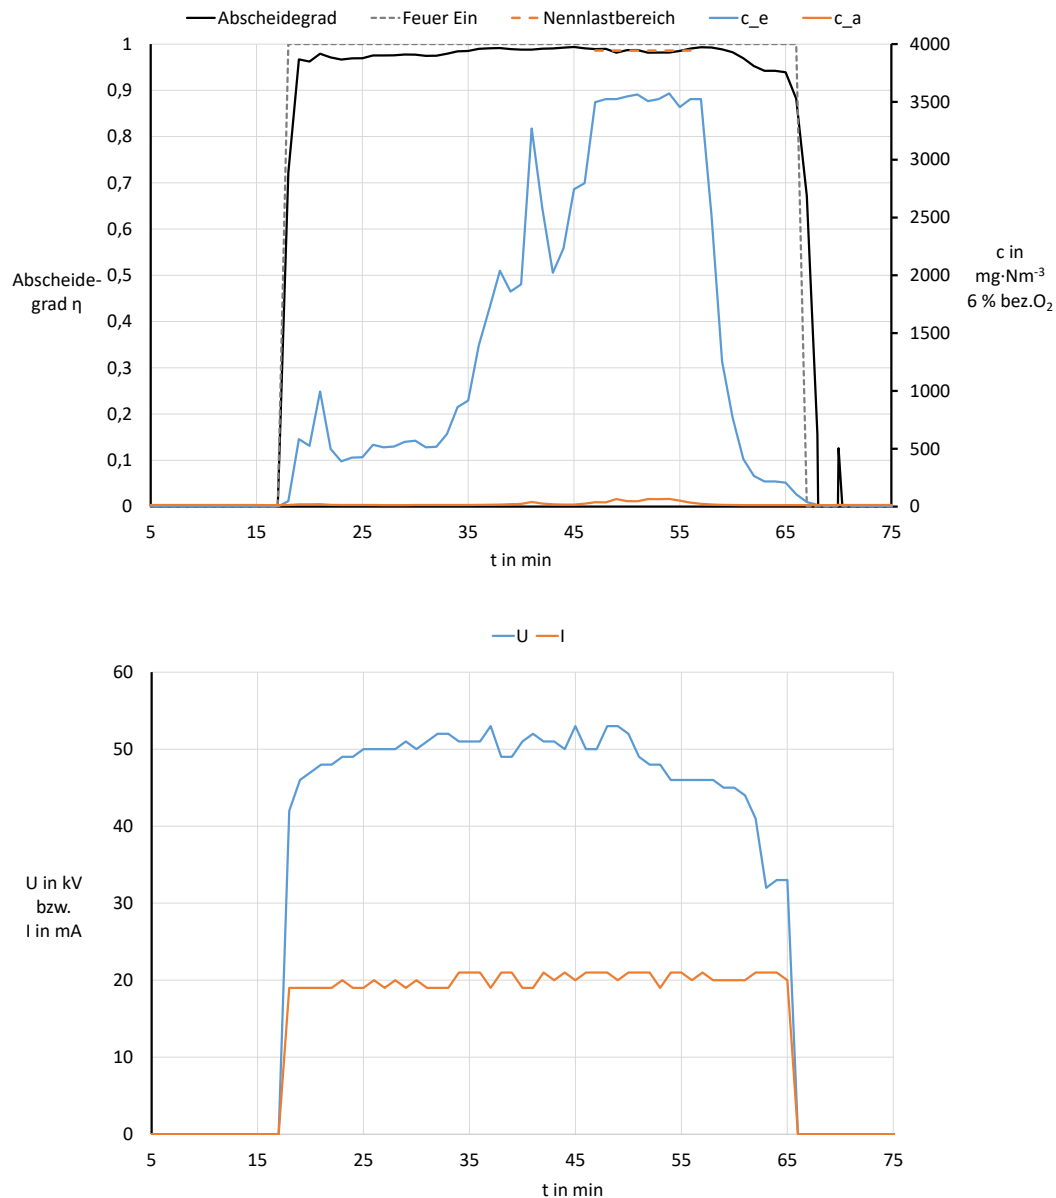 Abscheidegrad Feuer Ein Nennlastbereich c_e c_a
1 4000
0,9 3500
0,8 3000
0,7 2500
0,6 2000
0,5 1500
0,4 1000
0,3 500
0,2 0
0,1
0
Abscheide-
grad η
c in
mg·Nm-3
6 % bez.O2
5 15 25 35 45 55 65 75
t in min
U I
60
50
40
30
20
10
0
U in kV
bzw.
I in mA
5 15 25 35 45 55 65 75
t in min